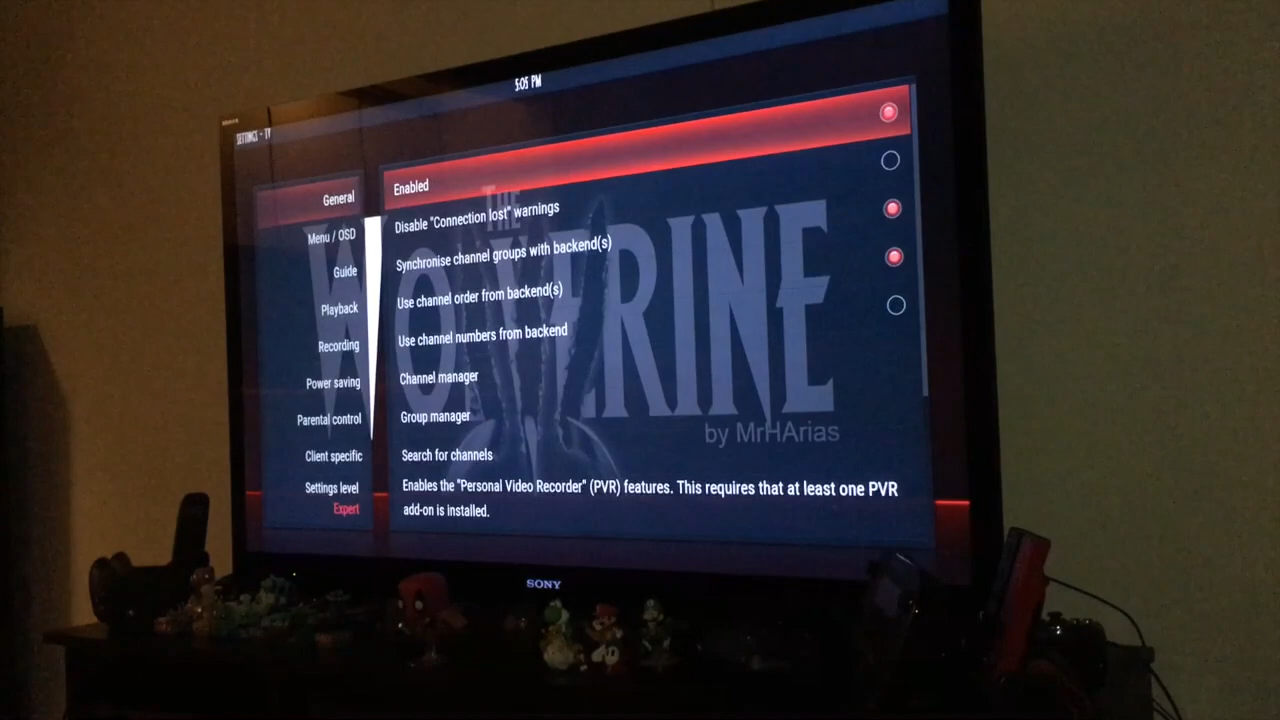 5:05 PM
SETTINGS - TV
General
Menu / OSD
Guide
Playback
Recording
Power saving
Parental control
Client specific
Settings level
Expert
Enabled
Disable "Connection lost" warnings
Synchronise channel groups with backend(s)
Use channel order from backend(s)
Use channel numbers from backend
Channel manager
Group manager
Search for channels
Enables the "Personal Video Recorder" (PVR) features. This requires that at least one PVR
add-on is installed.
THE
WOLVERINE
by MrHArias
SONY